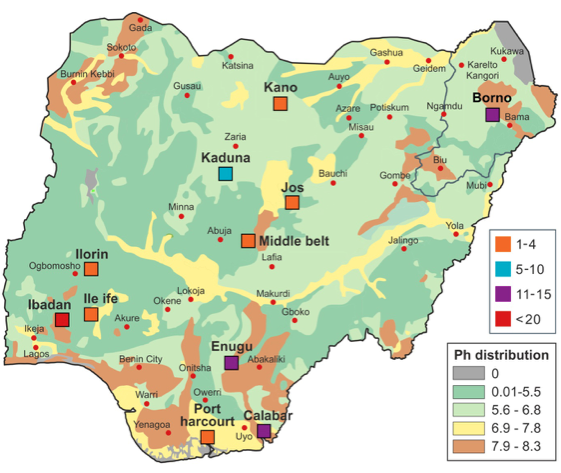 Gada
Sokoto
Katsina
Birnin Kebbi
Gusau
Kano
Auyo
Gashua
Geidem
Kukawa
Karelto
Kangori
Azare
Potiskum
Misau
Ngamdu
Borno
Bama
Zaria
Kaduna
Jos
Bauchi
Gombe
Biu
Mubi
Minna
Abuja
Middle belt
Lafia
Jalingo
Yola
Ilorin
Ogbomosho
Ibadan
Ile ife
Ikeja
Lagos
Akure
Okene
Lokoja
Makurdi
Gboko
Enugu
Abakaliki
Benin City
Onitsha
Owerri
Warri
Yenagoa
Port
harcourt
Uyo
Calabar
1-4
5-10
11-15
<20
Ph distribution
0
0.01-5.5
5.6 - 6.8
6.9 - 7.8
7.9 - 8.3